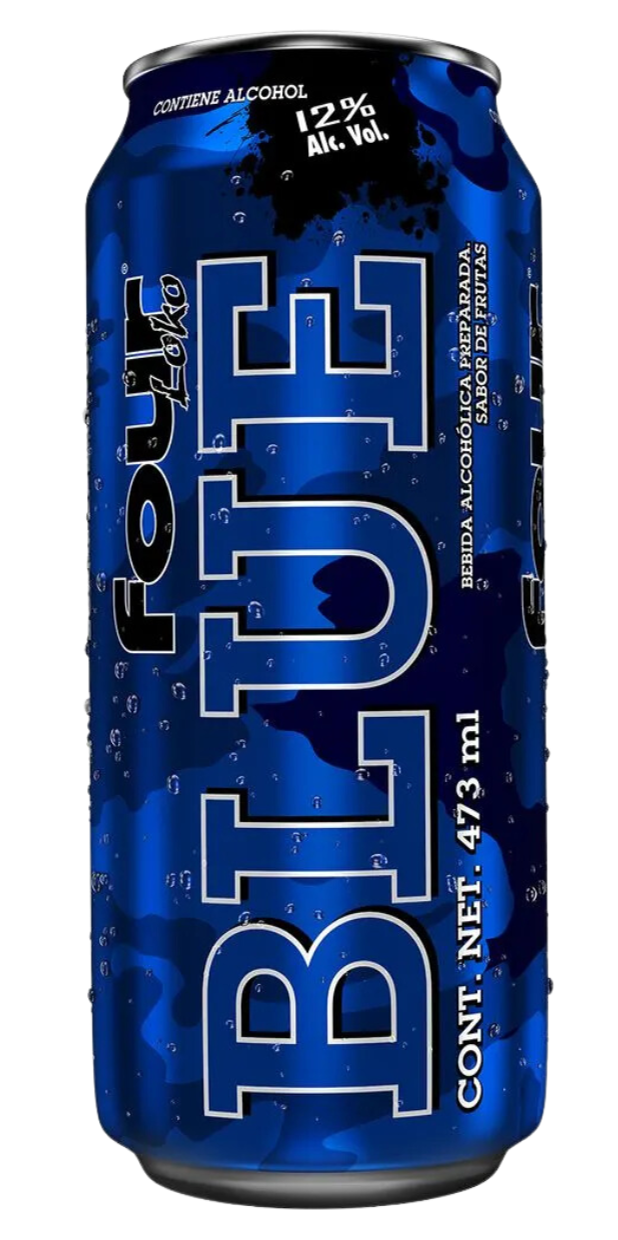 CONTIENE ALCOHOL
12%
Alc. Vol.
four
Loko
BLUE
BEBIDA ALCOHÓLICA PREPARADA.
SABOR DE FRUTAS
CONT. NET. 473 ml